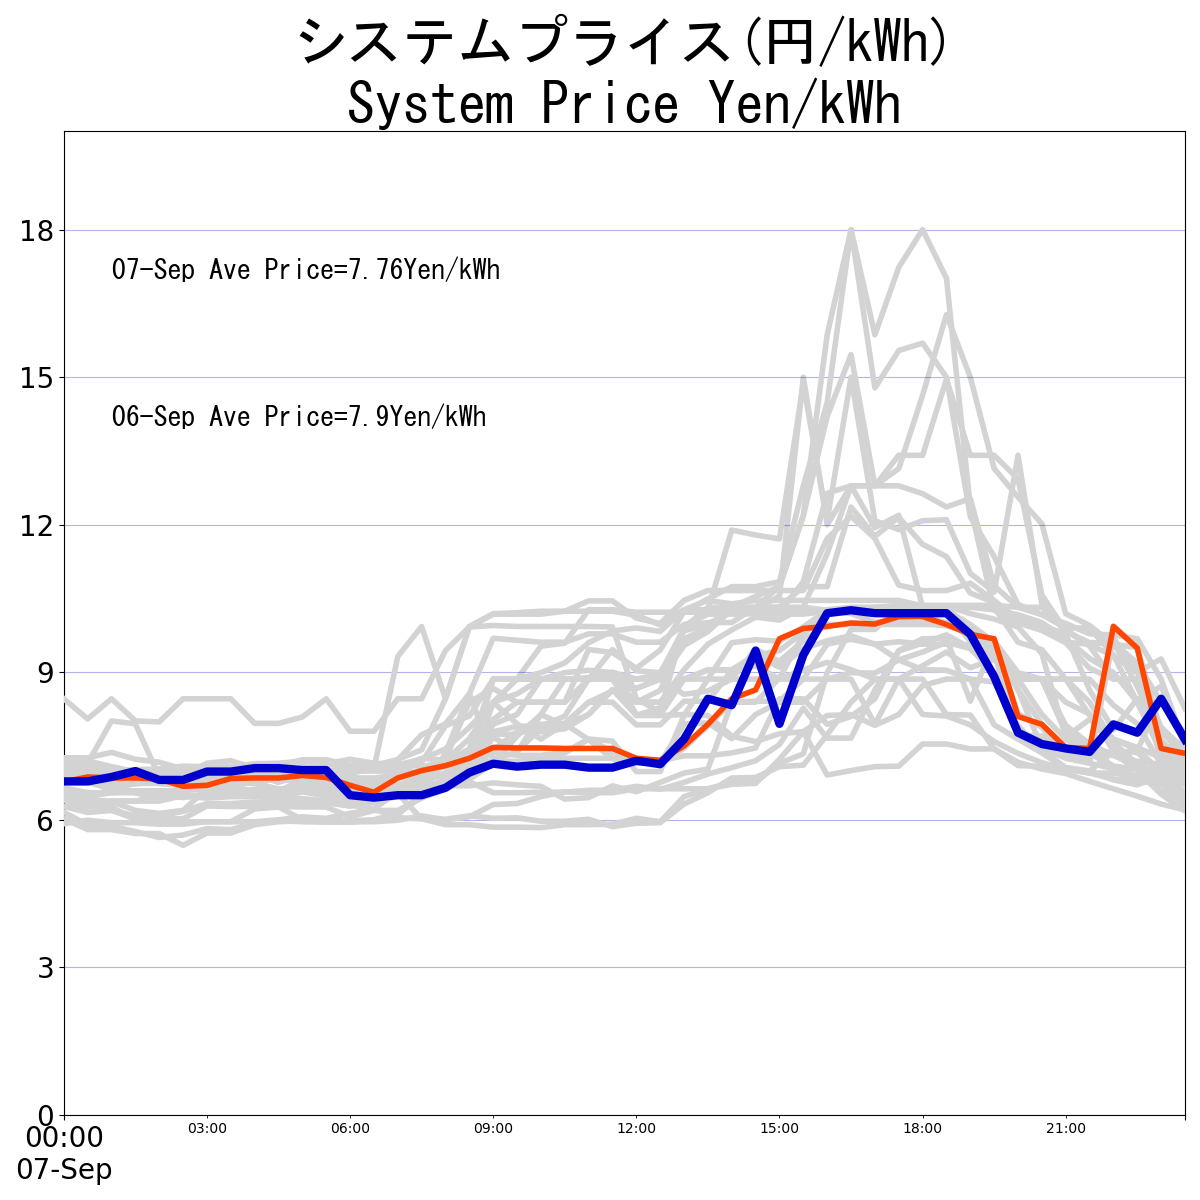 システムプライス(円/kWh)
System Price Yen/kWh
18
07-Sep Ave Price=7.76Yen/kWh
15
06-Sep Ave Price=7.9Yen/kWh
12
9
6
3
0
00:00 03:00 06:00 09:00 12:00 15:00 18:00 21:00
07-Sep